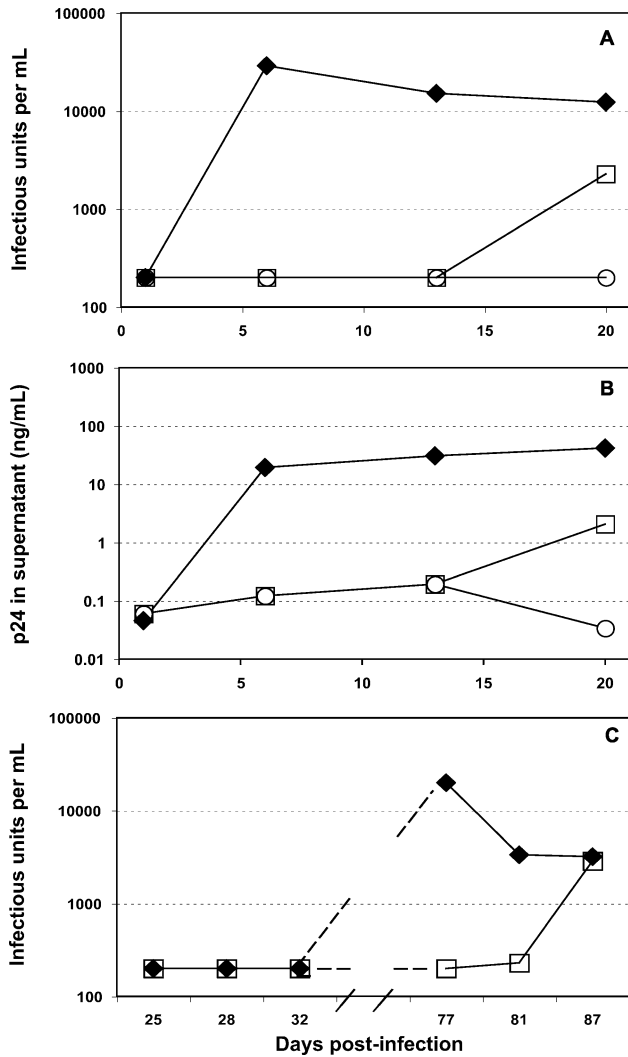 A
Infectious units per mL
100000
10000
1000
100
0 5 10 15 20
B
p24 in supernatant (ng/mL)
1000
100
10
1
0.1
0.01
0 5 10 15 20
C
Infectious units per mL
100000
10000
1000
100
25 28 32 77 81 87
Days post-infection